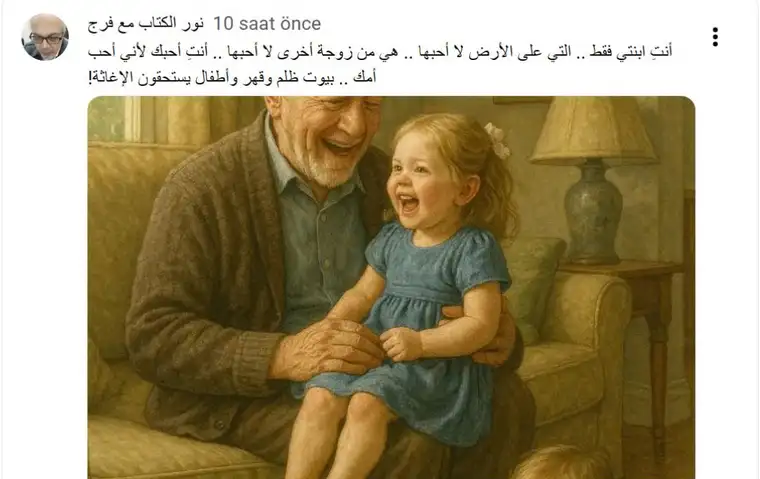 نور الكتاب مع فرج 10 saat önce
أنتِ ابنتي فقط .. التي على الأرض لا أحبها .. هي من زوجة أخرى لا أحبها .. أنتِ أحبك لأني أحب
أمك .. بيوت ظلم وقهر وأطفال يستحقون الإغاثة!